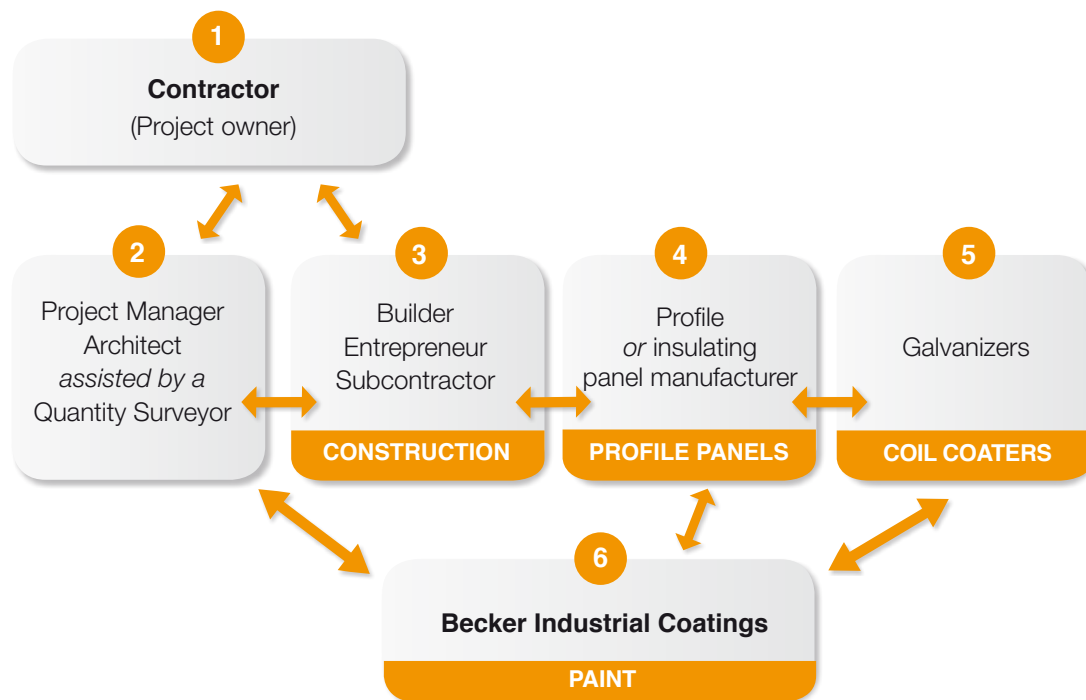 1
Contractor
(Project owner)
2
Project Manager
Architect
assisted by a
Quantity Surveyor
3
Builder
Entrepreneur
Subcontractor
CONSTRUCTION
4
Profile
or insulating
panel manufacturer
PROFILE PANELS
5
Galvanizers
COIL COATERS
6
Becker Industrial Coatings
PAINT